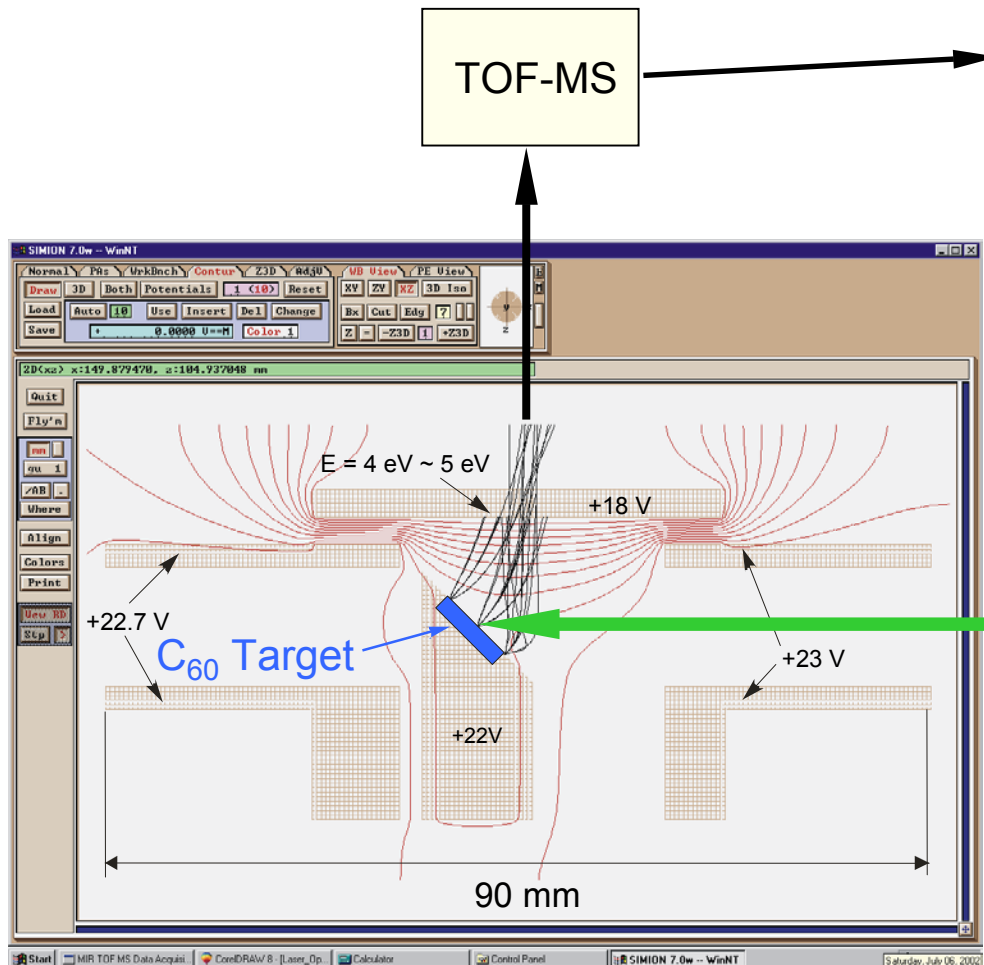 TOF-MS
SIMION 7.0w -- WinNT
Normal PAs WrkBnch Contur Z3D AdjV WB View PE View
Draw 3D Both Potentials 1 (10) Reset XY ZY XZ 3D Iso
Load Auto 10 Use Insert Del Change Bx Cut Edg ?
Save + 0.0000 V==M Color 1 Z = -Z3D 1 +Z3D
2D(xz) x:149.879470, z:104.937048 mm
Quit
Fly'm
mm
gu 1
/AB .
Where
Align
Colors
Print
View RD
Stp >
E = 4 eV ~ 5 eV
+18 V
+22.7 V
C60 Target
+23 V
+22V
90 mm
Start MIR TOF MS Data Acquisi... CorelDRAW 8 - [Laser_Op... Calculator Control Panel SIMION 7.0w -- WinNT Saturday, July 06, 2002